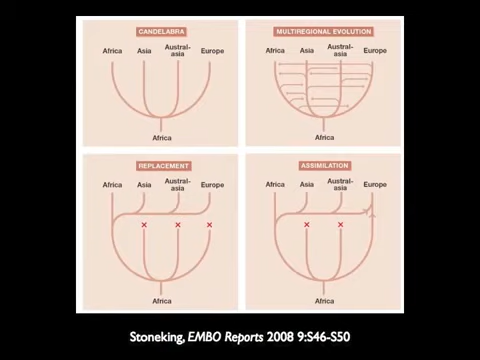 CANDELABRA
Africa Asia Austral-asia Europe
Africa
MULTIREGIONAL EVOLUTION
Africa Asia Austral-asia Europe
Africa
REPLACEMENT
Africa Asia Austral-asia Europe
Africa
ASSIMILATION
Africa Asia Austral-asia Europe
Africa
Stoneking, EMBO Reports 2008 9:S46-S50